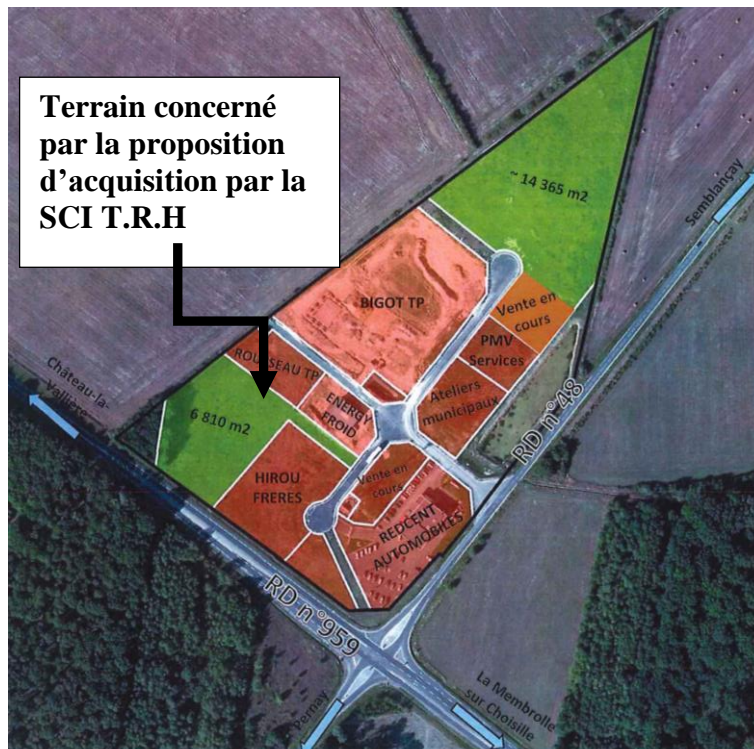 Terrain concerné
par la proposition
d’acquisition par la
SCI T.R.H
~ 14 365 m2
Semblançay
BIGOT TP
Vente en
cours
PMV
Services
ROUSSEAU TP
Château-la-
Vallière
ENERGY
FROID
Ateliers
municipaux
6 810 m2
RD n°48
HIROU
FRERES
Vente en
cours
REDCENT
AUTOMOBILES
RD n°959
La Membrolle
sur Choisille